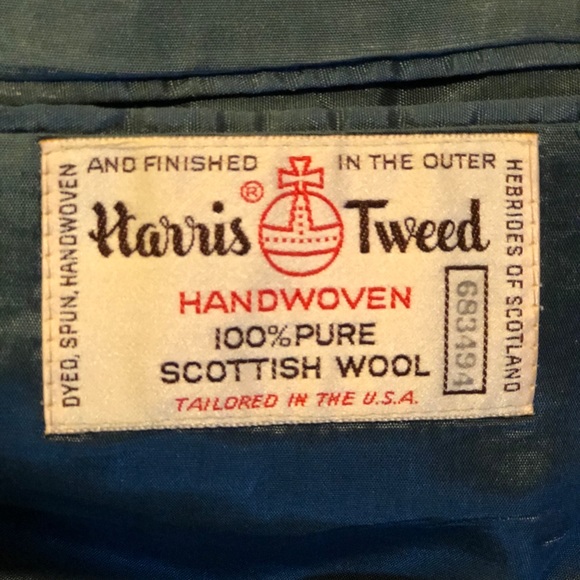 DYED, SPUN, HANDWOVEN
AND FINISHED IN THE OUTER
HEBRIDES OF SCOTLAND
Harris ® Tweed
HANDWOVEN
100% PURE
SCOTTISH WOOL
TAILORED IN THE U.S.A.
683494